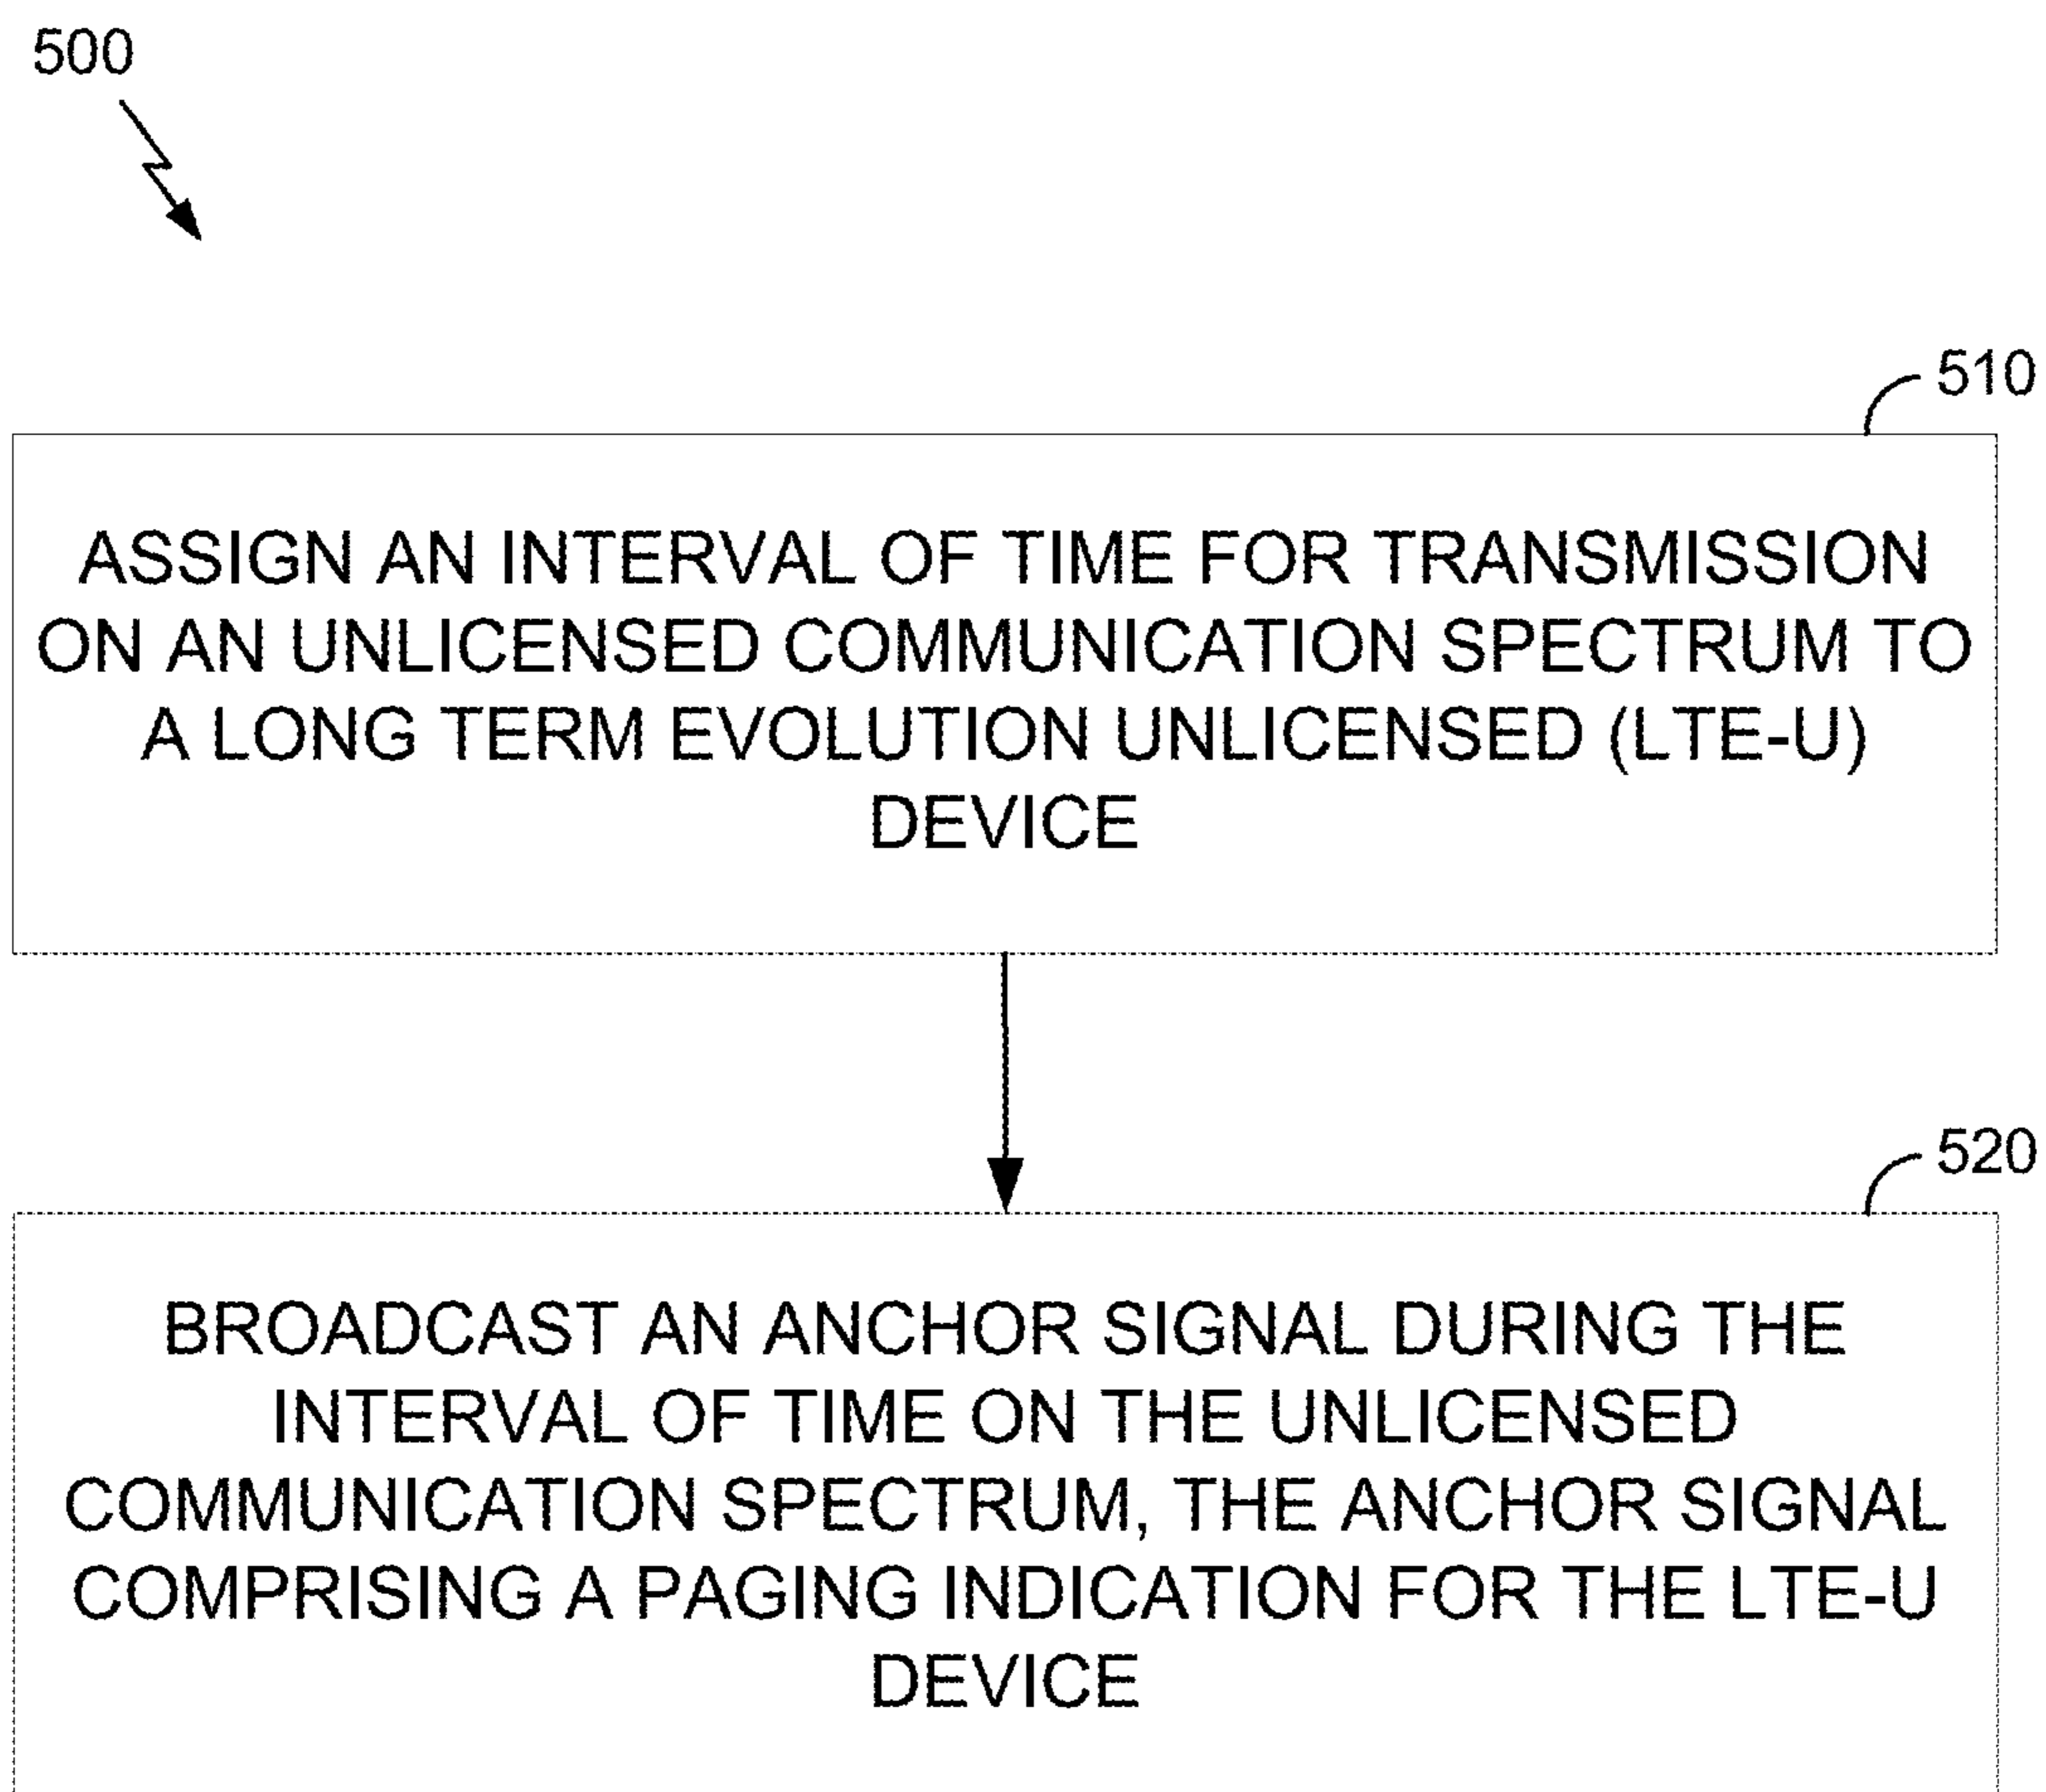 500
510
ASSIGN AN INTERVAL OF TIME FOR TRANSMISSION
ON AN UNLICENSED COMMUNICATION SPECTRUM TO
A LONG TERM EVOLUTION UNLICENSED (LTE-U)
DEVICE
520
BROADCAST AN ANCHOR SIGNAL DURING THE
INTERVAL OF TIME ON THE UNLICENSED
COMMUNICATION SPECTRUM, THE ANCHOR SIGNAL
COMPRISING A PAGING INDICATION FOR THE LTE-U
DEVICE